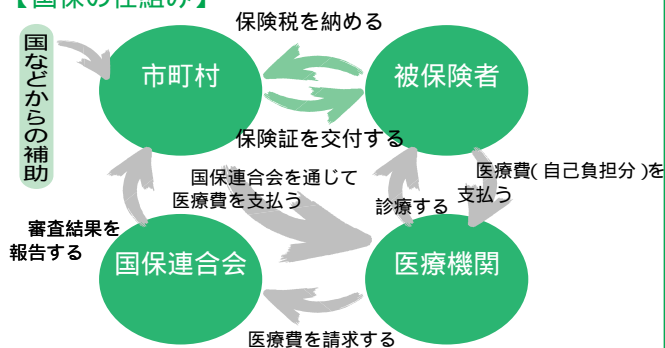 【国保の仕組み】
保険税を納める
国などからの補助
市町村
被保険者
保険証を交付する
国保連合会を通じて
医療費を支払う
診療する
医療費(自己負担分)を
支払う
審査結果を
報告する
国保連合会
医療機関
医療費を請求する